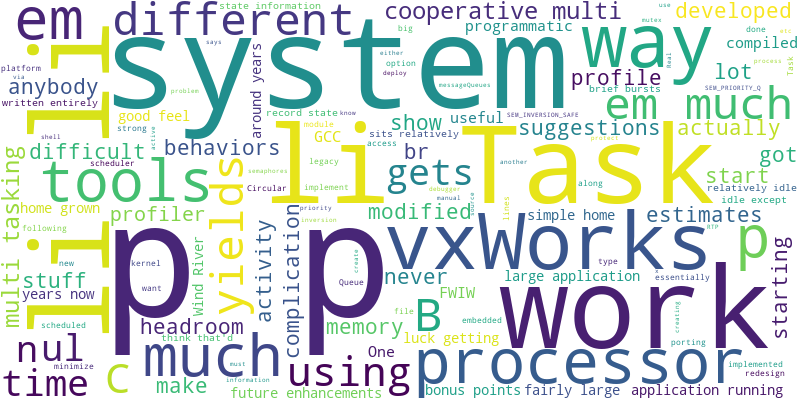 state information
em
different
cooperative multi
use
mutex
developed
says
system
big
programmatic
done
etc
platform
either
option
deploy
way
compiled
via
Task
anybody
around years
messageQueues
Real
process
written entirely
problem
profile
brief bursts
SEM_INVERSION_SAFE
good feel
record state
know
em much
lot
SEM_PRIORITY_Q
shell
strong
active
module
show
useful
suggestions
actually
behaviors
GCC
sits relatively
difficult
scheduler
semaphores
legacy
access
br
protect
got
tools
Circular
implement
li
gets
Task
start
relatively idle
another
idle except
home grown
profiler
debugger
manual
along
multi tasking
following
yields
priority
inversion
modified
source
lines
simple home
estimates
new
kernel
activity
complication
p
vxWorks
p
type
years now
Wind River
want
Queue
create
never
large application
essentially
RTP
stuff
headroom
memory
file
FWIW
creating
embedded
porting
starting
nul
much
think that'd
One
B
luck getting
work
scheduled
must
time
C
make
minimize
information
using
processor
implemented
redesign
future enhancements
bonus points
fairly large
application running